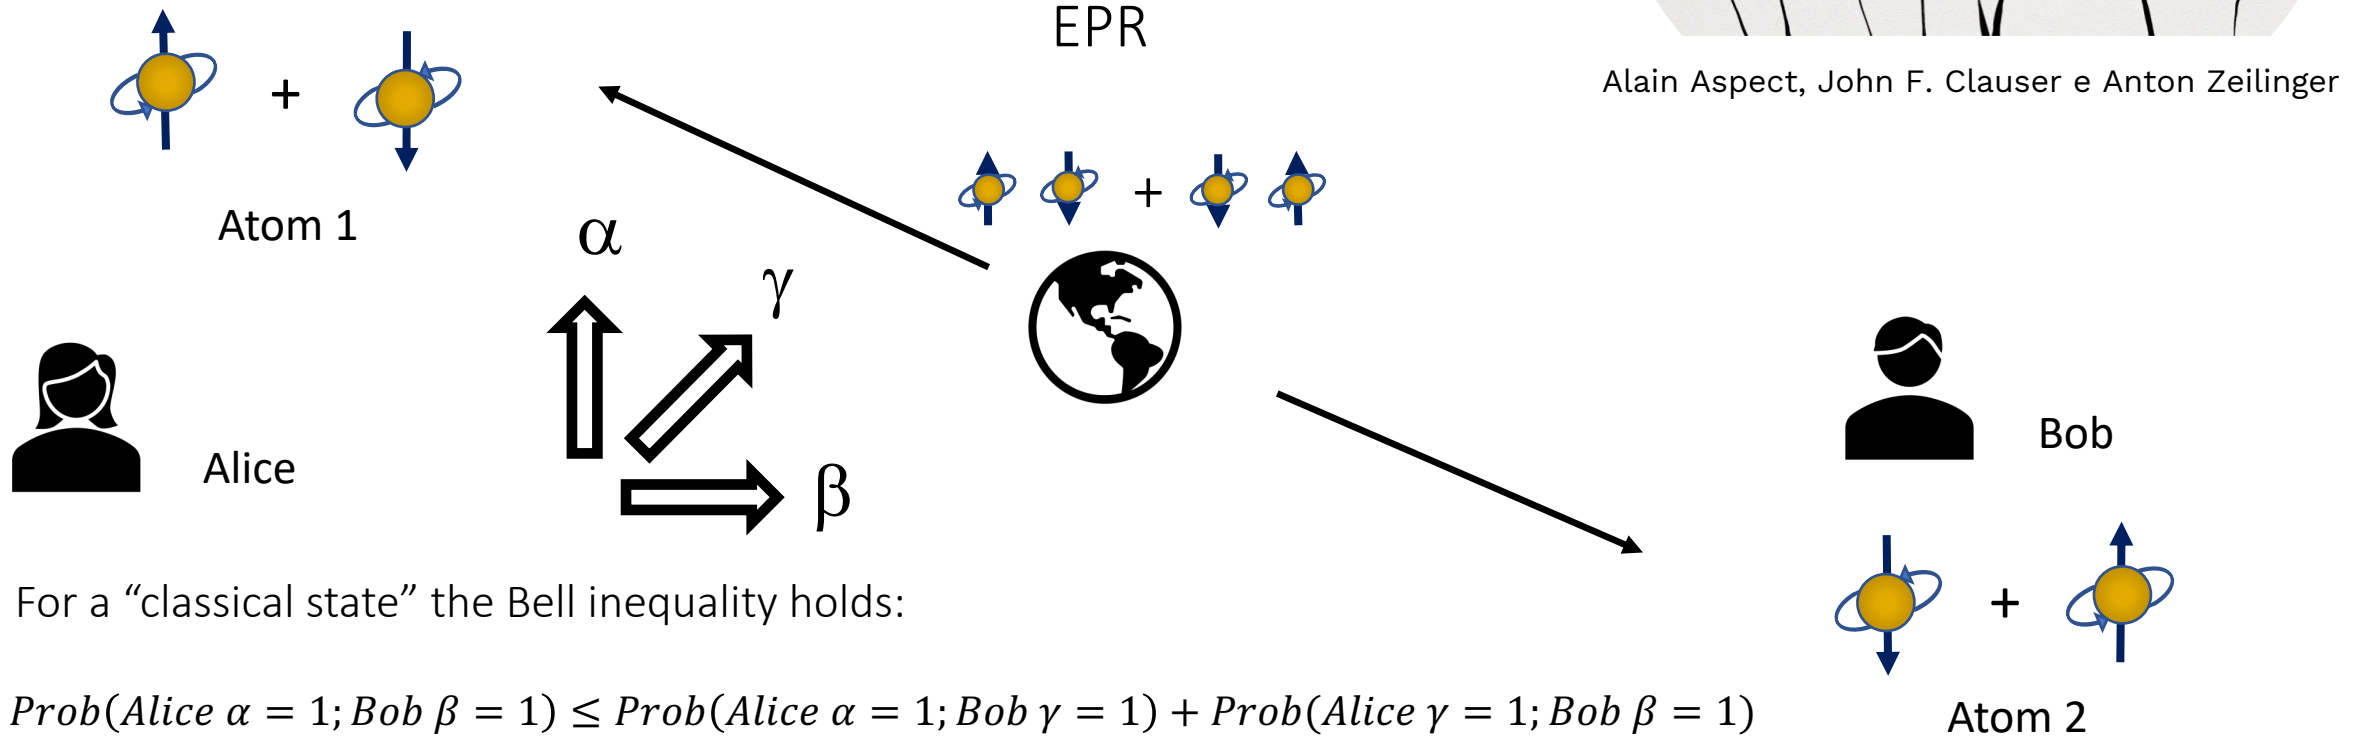 EPR
Alain Aspect, John F. Clauser e Anton Zeilinger
+
+
Atom 1
α
γ
Alice
β
Bob
For a “classical state” the Bell inequality holds:
+
Prob(Alice α = 1; Bob β = 1) ≤ Prob(Alice α = 1; Bob γ = 1) + Prob(Alice γ = 1; Bob β = 1)
Atom 2